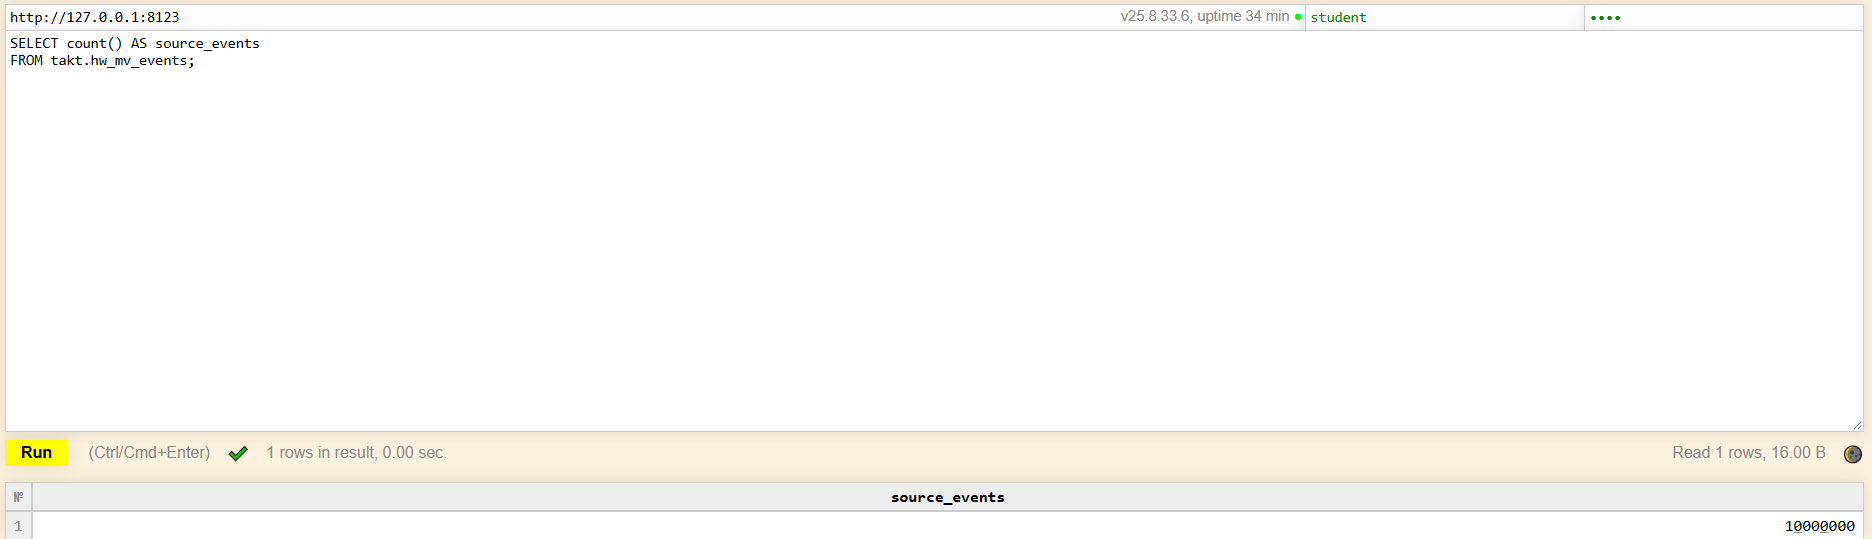 http://127.0.0.1:8123 v25.8.33.6, uptime 34 min student ••••
SELECT count() AS source_events
FROM takt.hw_mv_events;
Run (Ctrl/Cmd+Enter) ✔ 1 rows in result, 0.00 sec. Read 1 rows, 16.00 B
№ source_events
1 10000000